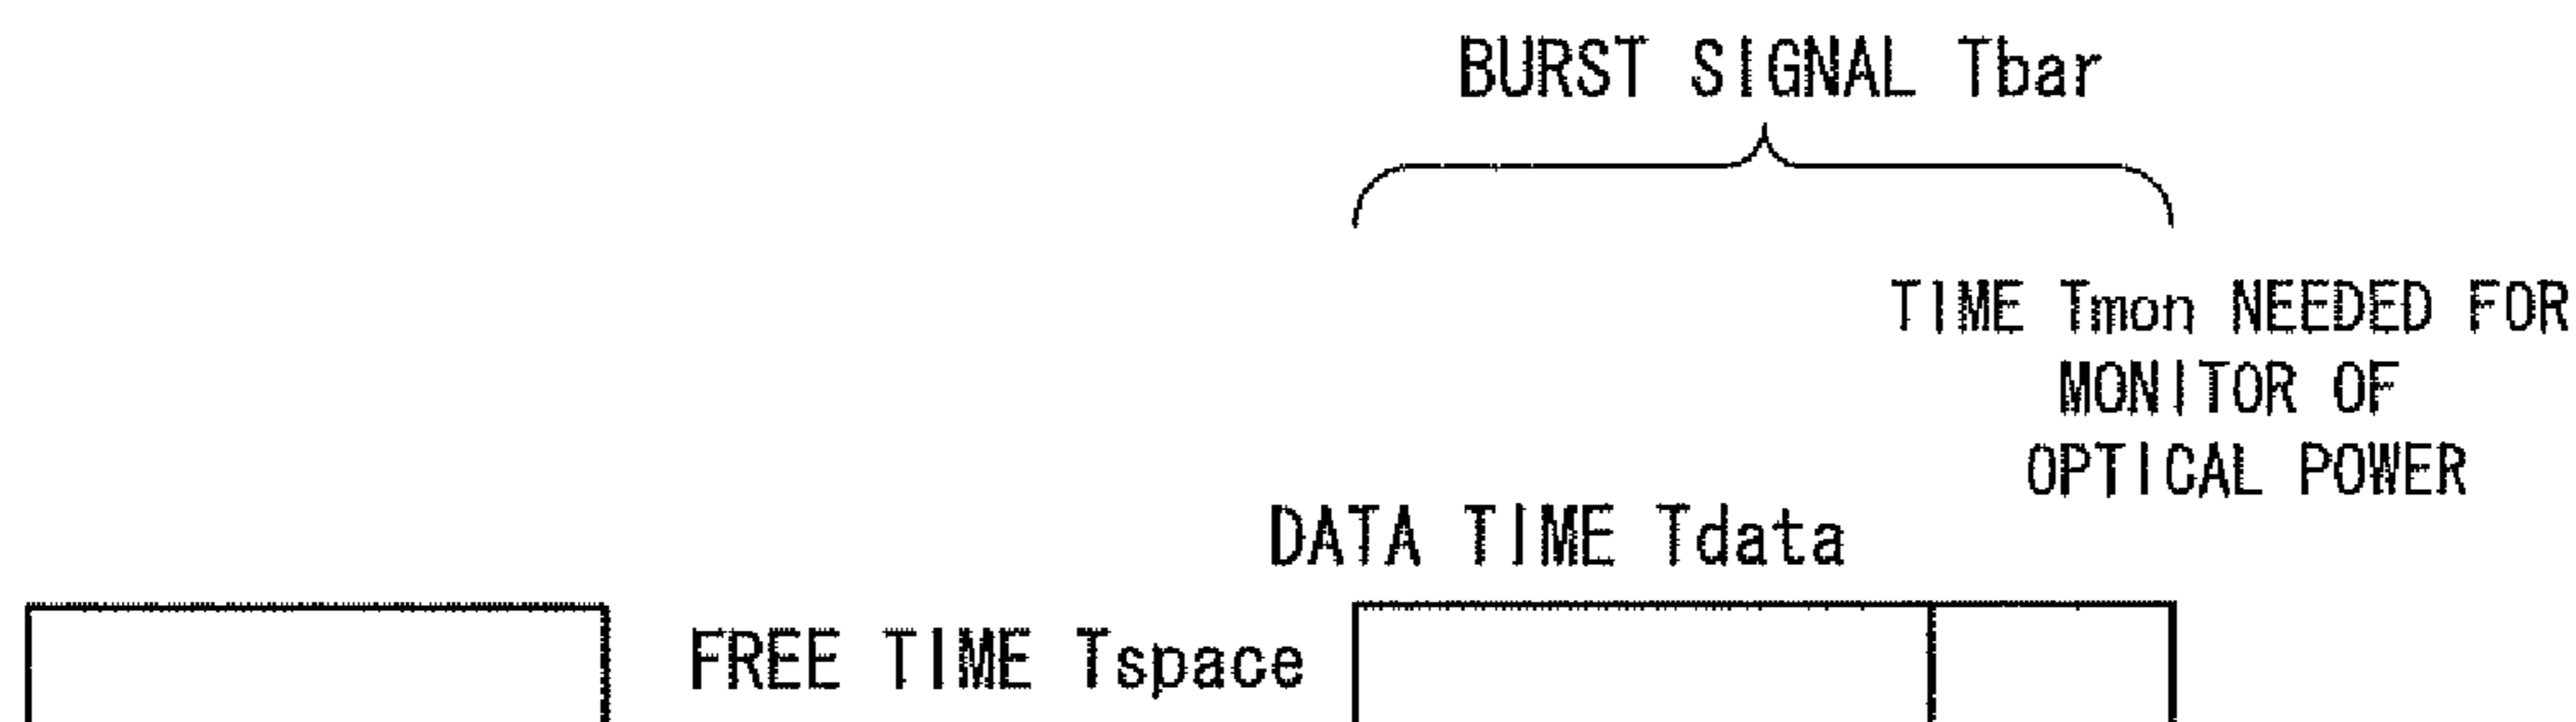 BURST SIGNAL Tbar
TIME Tmon NEEDED FOR
MONITOR OF
OPTICAL POWER
DATA TIME Tdata
FREE TIME Tspace